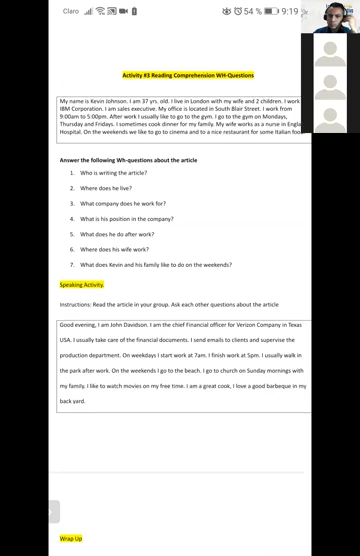 Claro 54 % 9:19
Activity #3 Reading Comprehension WH-Questions
My name is Kevin Johnson. I am 37 yrs. old. I live in London with my wife and 2 children. I work
IBM Corporation. I am sales executive. My office is located in South Blair Street. I work from
9:00am to 5:00pm. After work I usually like to go to the gym. I go to the gym on Mondays,
Thursday and Fridays. I sometimes cook dinner for my family. My wife works as a nurse in Engla
Hospital. On the weekends we like to go to cinema and to a nice restaurant for some Italian foo
Answer the following Wh-questions about the article
1. Who is writing the article?
2. Where does he live?
3. What company does he work for?
4. What is his position in the company?
5. What does he do after work?
6. Where does his wife work?
7. What does Kevin and his family like to do on the weekends?
Speaking Activity.
Instructions: Read the article in your group. Ask each other questions about the article
Good evening, I am John Davidson. I am the chief Financial officer for Verizon Company in Texas
USA. I usually take care of the financial documents. I send emails to clients and supervise the
production department. On weekdays I start work at 7am. I finish work at 5pm. I usually walk in
the park after work. On the weekends I go to the beach. I go to church on Sunday mornings with
my family. I like to watch movies on my free time. I am a great cook, I love a good barbeque in my
back yard.
Wrap Up